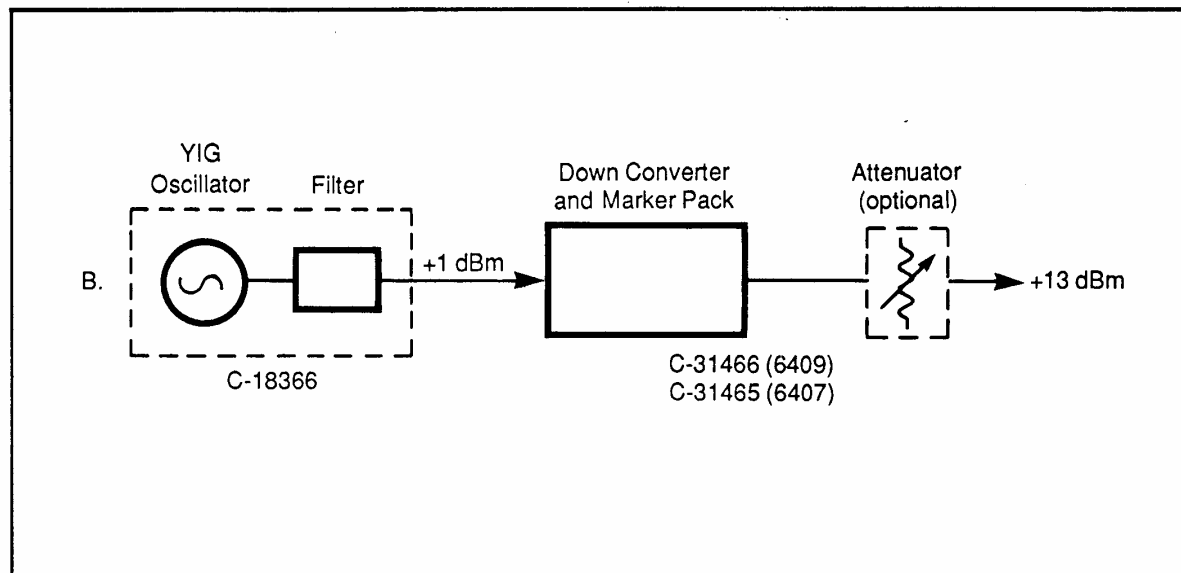 YIG
Oscillator
Filter
Down Converter
and Marker Pack
Attenuator
(optional)
B.
+1 dBm
+13 dBm
C-18366
C-31466 (6409)
C-31465 (6407)